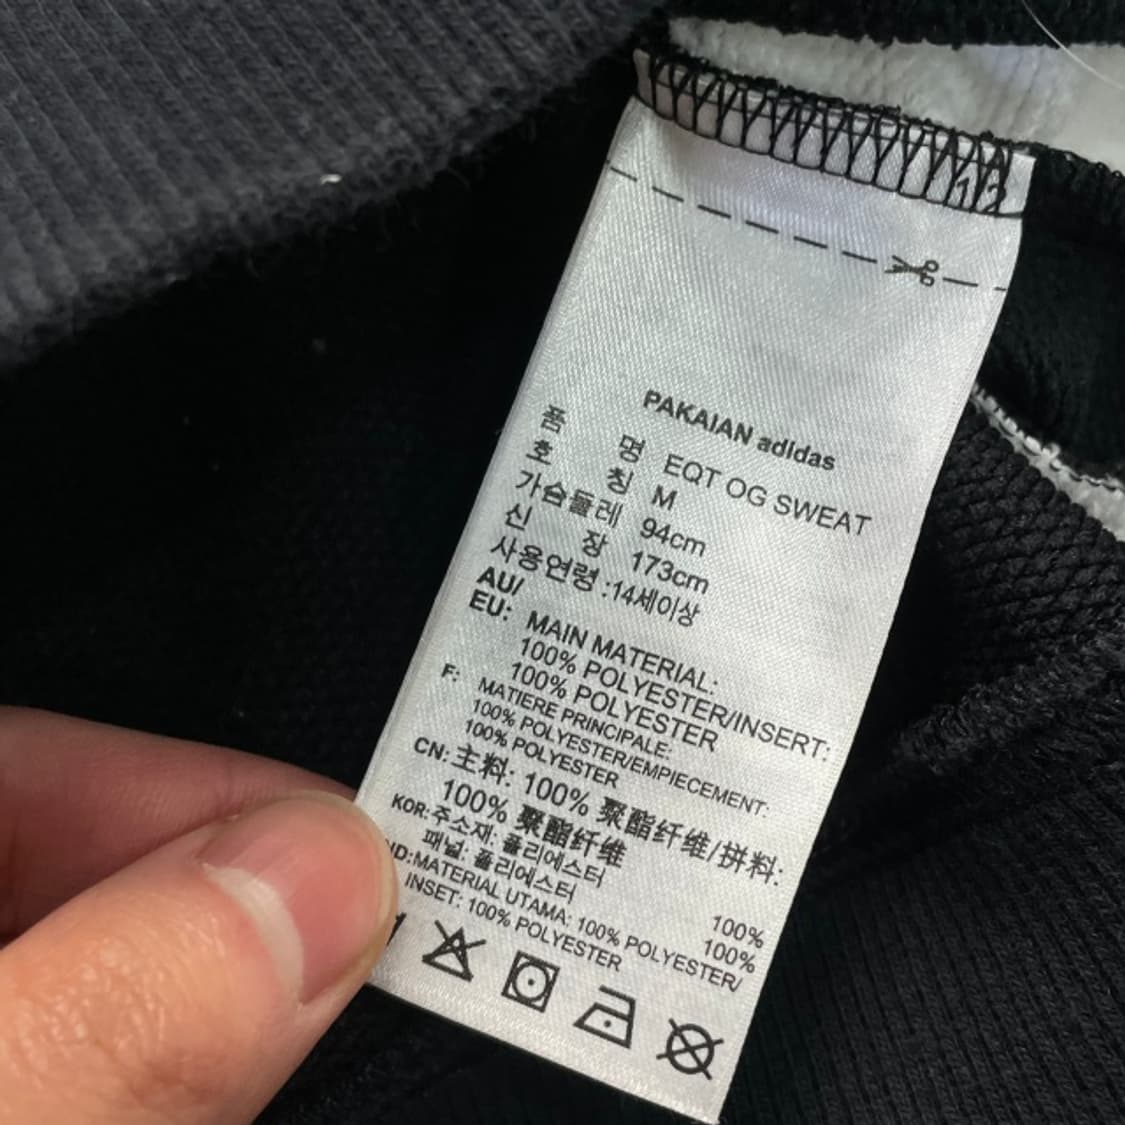 12
PAKAIAN adidas
품 명 EQT OG SWEAT
호 칭 M
가슴둘레 94cm
신 장 173cm
사용연령 :14세이상
AU/
EU: MAIN MATERIAL:
100% POLYESTER/INSERT:
100% POLYESTER
F: MATIERE PRINCIPALE:
100% POLYESTER/EMPIECEMENT:
100% POLYESTER
CN: 主料: 100% 聚酯纤维/拼料:
100% 聚酯纤维
KOR: 주소재: 폴리에스터 100%
패널: 폴리에스터 100%
ND: MATERIAL UTAMA: 100% POLYESTER/
INSET: 100% POLYESTER